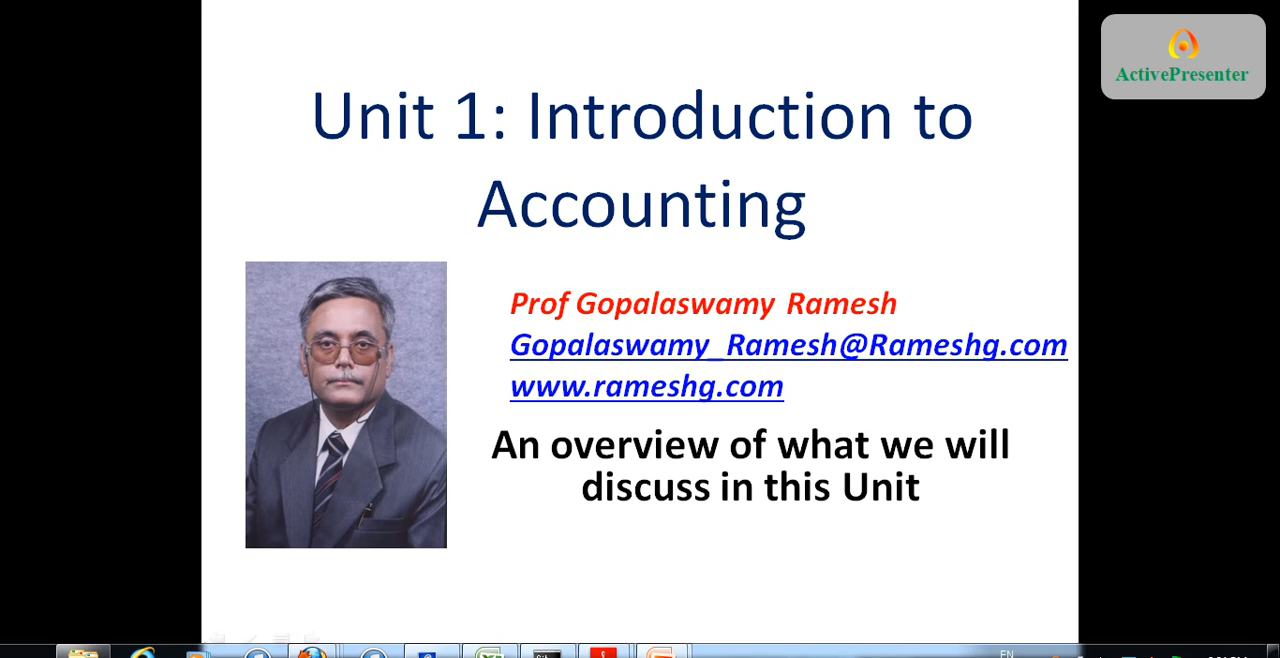 ActivePresenter
Unit 1: Introduction to
Accounting
Prof Gopalaswamy Ramesh
Gopalaswamy_Ramesh@Rameshg.com
www.rameshg.com
An overview of what we will
discuss in this Unit
EN